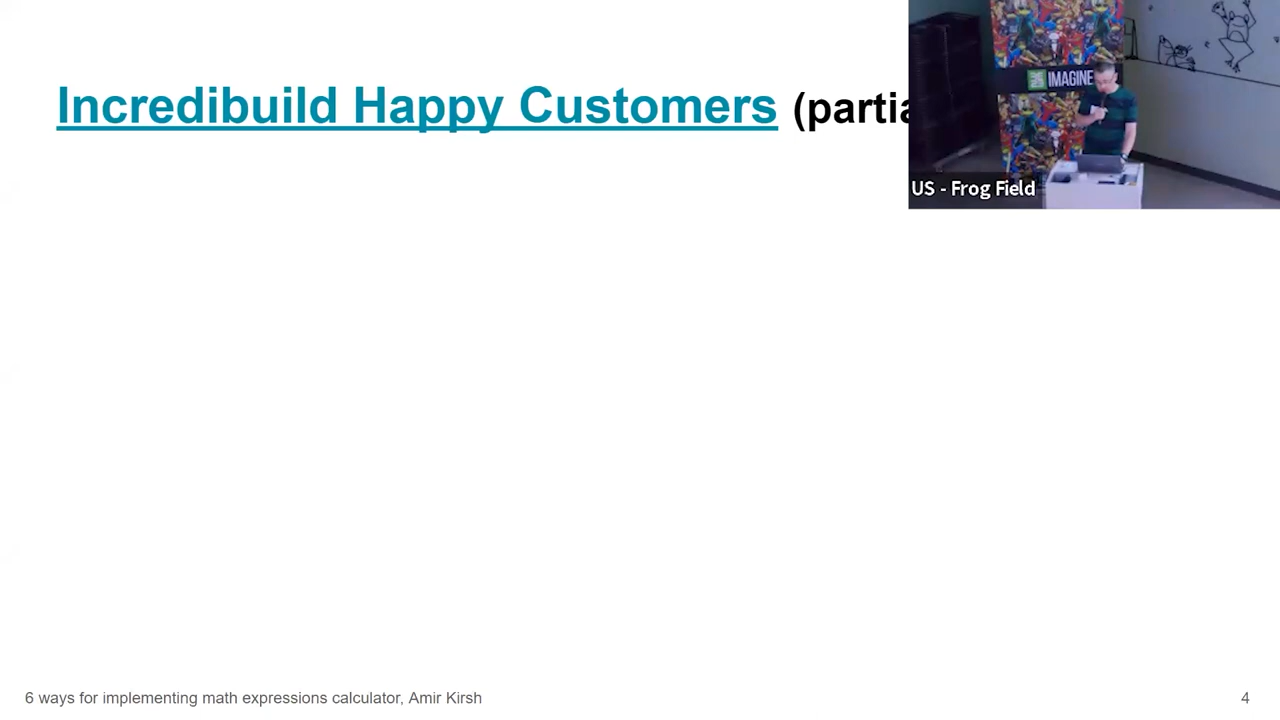 Incredibuild Happy Customers (partia
IMAGINE
US - Frog Field
6 ways for implementing math expressions calculator, Amir Kirsh
4